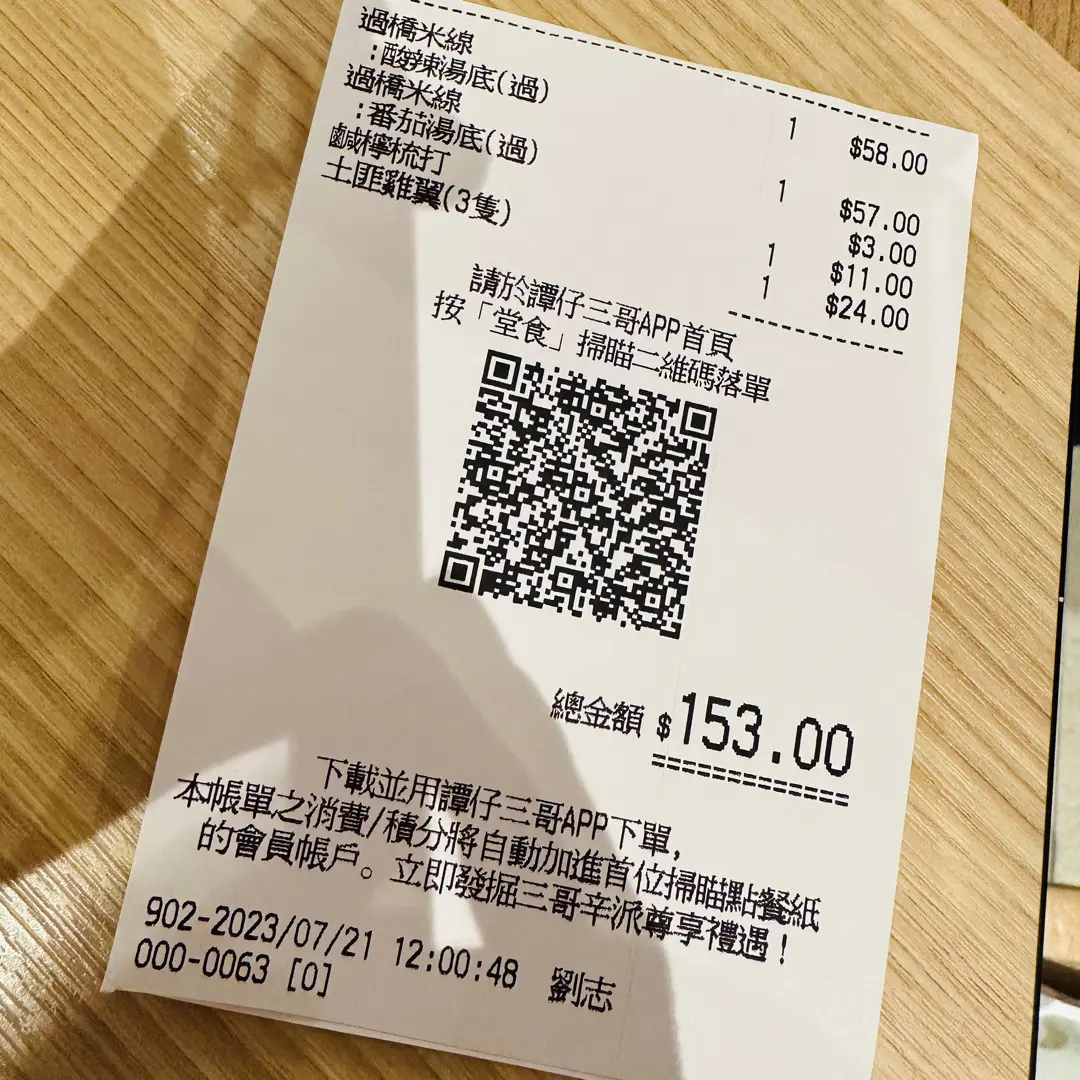 過橋米線 1 $58.00
:酸辣湯底(過)
過橋米線 1 $57.00
:番茄湯底(過) $3.00
鹹檸梳打 1 $11.00
土匪雞翼(3隻) 1 $24.00
請於譚仔三哥APP首頁
按「堂食」掃瞄二維碼落單
總金額 $153.00
下載並用譚仔三哥APP下單,
本帳單之消費/積分將自動加進首位掃瞄點餐紙
的會員帳戶。立即發掘三哥辛派尊享禮遇!
902-2023/07/21 12:00:48 劉志
000-0063 [0]